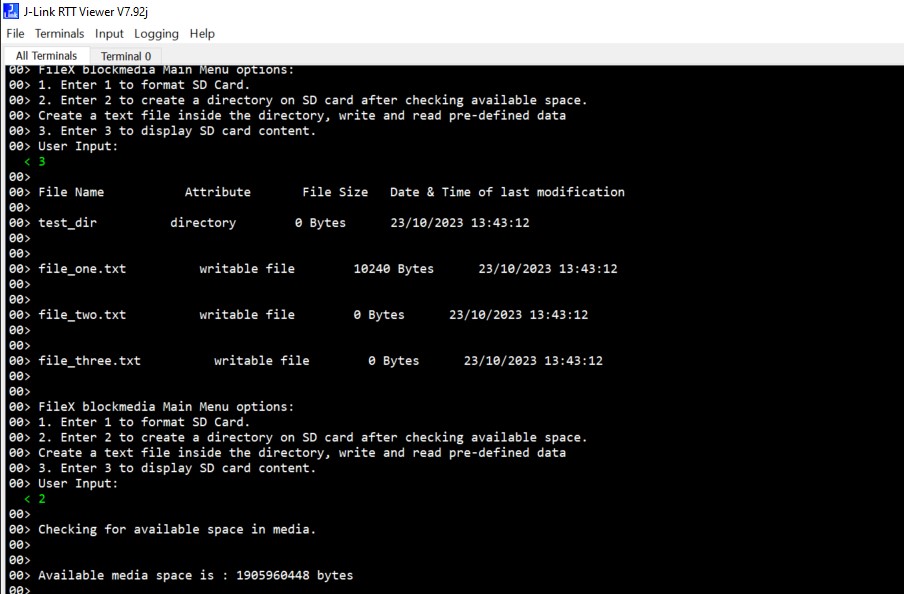 J-Link RTT Viewer V7.92j
File Terminals Input Logging Help
All Terminals Terminal 0
00> FileX blockmedia Main Menu options:
00> 1. Enter 1 to format SD Card.
00> 2. Enter 2 to create a directory on SD card after checking available space.
00> Create a text file inside the directory, write and read pre-defined data
00> 3. Enter 3 to display SD card content.
00> User Input:
< 3
00>
00> File Name Attribute File Size Date & Time of last modification
00>
00> test_dir directory 0 Bytes 23/10/2023 13:43:12
00>
00>
00> file_one.txt writable file 10240 Bytes 23/10/2023 13:43:12
00>
00>
00> file_two.txt writable file 0 Bytes 23/10/2023 13:43:12
00>
00>
00> file_three.txt writable file 0 Bytes 23/10/2023 13:43:12
00>
00>
00> FileX blockmedia Main Menu options:
00> 1. Enter 1 to format SD Card.
00> 2. Enter 2 to create a directory on SD card after checking available space.
00> Create a text file inside the directory, write and read pre-defined data
00> 3. Enter 3 to display SD card content.
00> User Input:
< 2
00>
00> Checking for available space in media.
00>
00>
00> Available media space is : 1905960448 bytes
00>